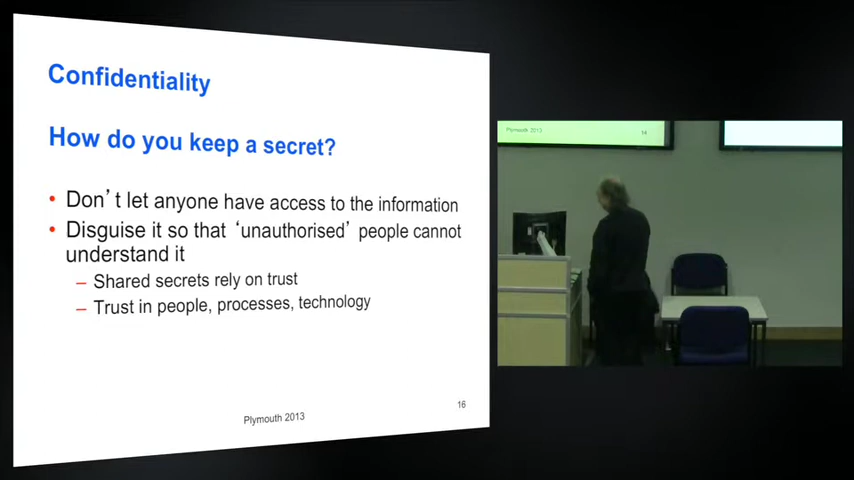 Confidentiality
How do you keep a secret?
• Don't let anyone have access to the information
• Disguise it so that 'unauthorised' people cannot
understand it
– Shared secrets rely on trust
– Trust in people, processes, technology
Plymouth 2013
16
Plymouth 2013
14